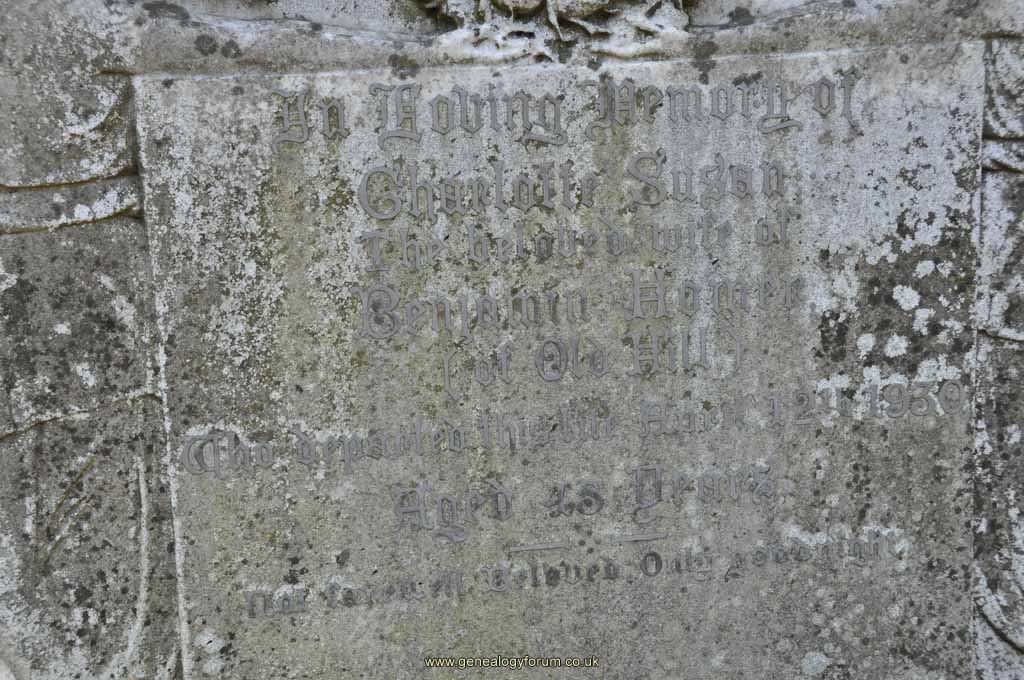 In Loving Memory of
Charlotte Susan
The beloved wife of
Benjamin Homer
(of Old Hill)
Who departed this life April 12th 1930
Aged 45 Years.
Not farewell Beloved, Only goodnight
www.genealogyforum.co.uk